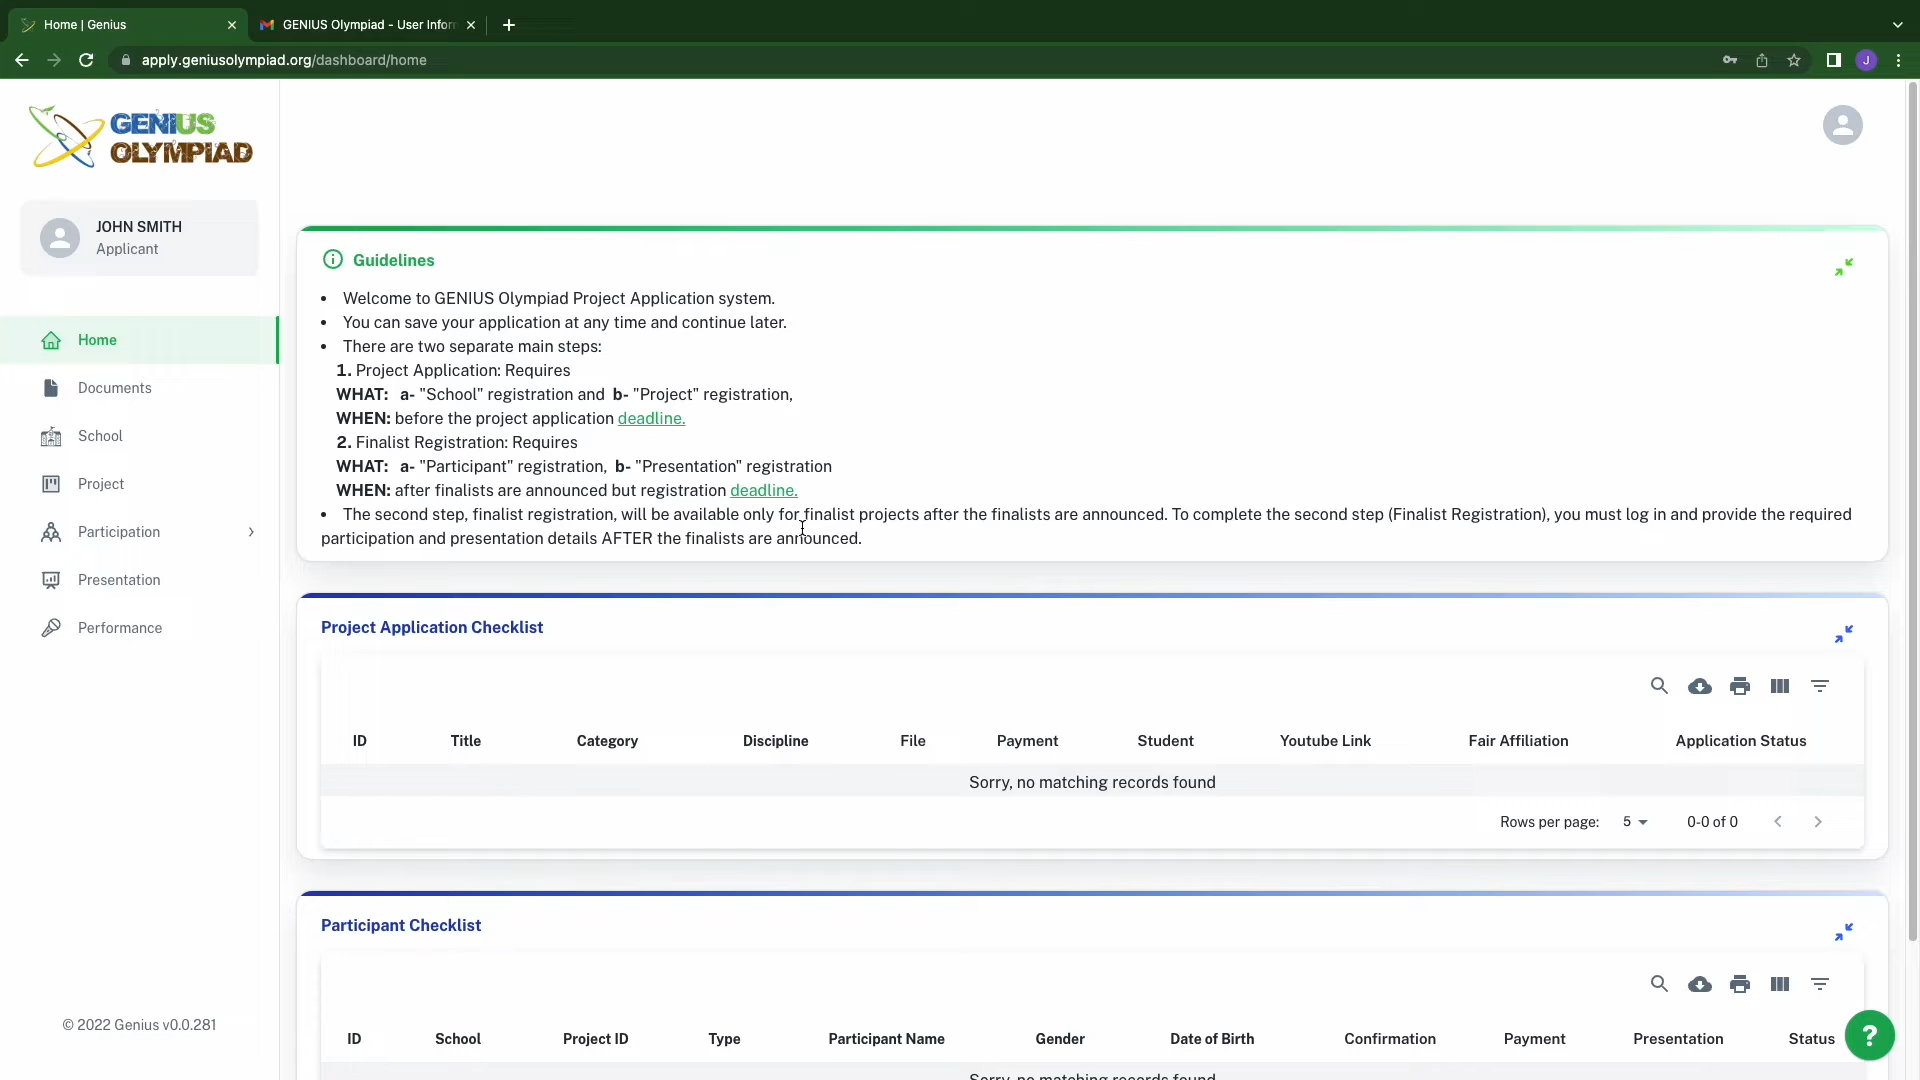 Home | Genius
GENIUS Olympiad - User Infor
apply.geniusolympiad.org/dashboard/home
J
GENIUS
OLYMPIAD
JOHN SMITH
Applicant
Home
Documents
School
Project
Participation
Presentation
Performance
© 2022 Genius v0.0.281
Guidelines
• Welcome to GENIUS Olympiad Project Application system.
• You can save your application at any time and continue later.
• There are two separate main steps:
1. Project Application: Requires
WHAT: a- "School" registration and b- "Project" registration,
WHEN: before the project application deadline.
2. Finalist Registration: Requires
WHAT: a- "Participant" registration, b- "Presentation" registration
WHEN: after finalists are announced but registration deadline.
• The second step, finalist registration, will be available only for finalist projects after the finalists are announced. To complete the second step (Finalist Registration), you must log in and provide the required
participation and presentation details AFTER the finalists are announced.
Project Application Checklist
ID Title Category Discipline File Payment Student Youtube Link Fair Affiliation Application Status
Sorry, no matching records found
Rows per page: 5 0-0 of 0
Participant Checklist
ID School Project ID Type Participant Name Gender Date of Birth Confirmation Payment Presentation Status
Sorry, no matching records found
?